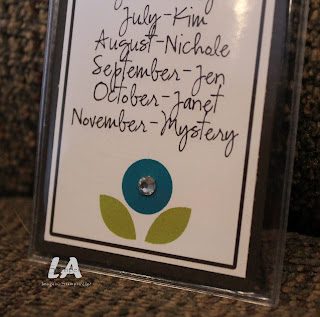 July-Kim
August-Nichole
September-Jen
October-Janet
November-Mystery
LA